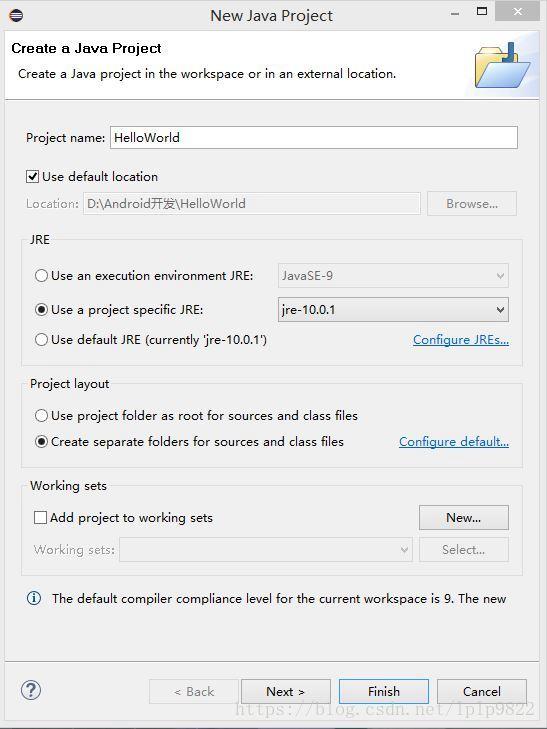 New Java Project
Create a Java Project
Create a Java project in the workspace or in an external location.
Project name: HelloWorld
Use default location
Location: D:\Android开发\HelloWorld Browse...
JRE
Use an execution environment JRE: JavaSE-9
Use a project specific JRE: jre-10.0.1
Use default JRE (currently 'jre-10.0.1') Configure JREs...
Project layout
Use project folder as root for sources and class files
Create separate folders for sources and class files Configure default...
Working sets
Add project to working sets New...
Working sets: Select...
The default compiler compliance level for the current workspace is 9. The new
? < Back Next > Finish Cancel
https://blog.csdn.net/lplp9822